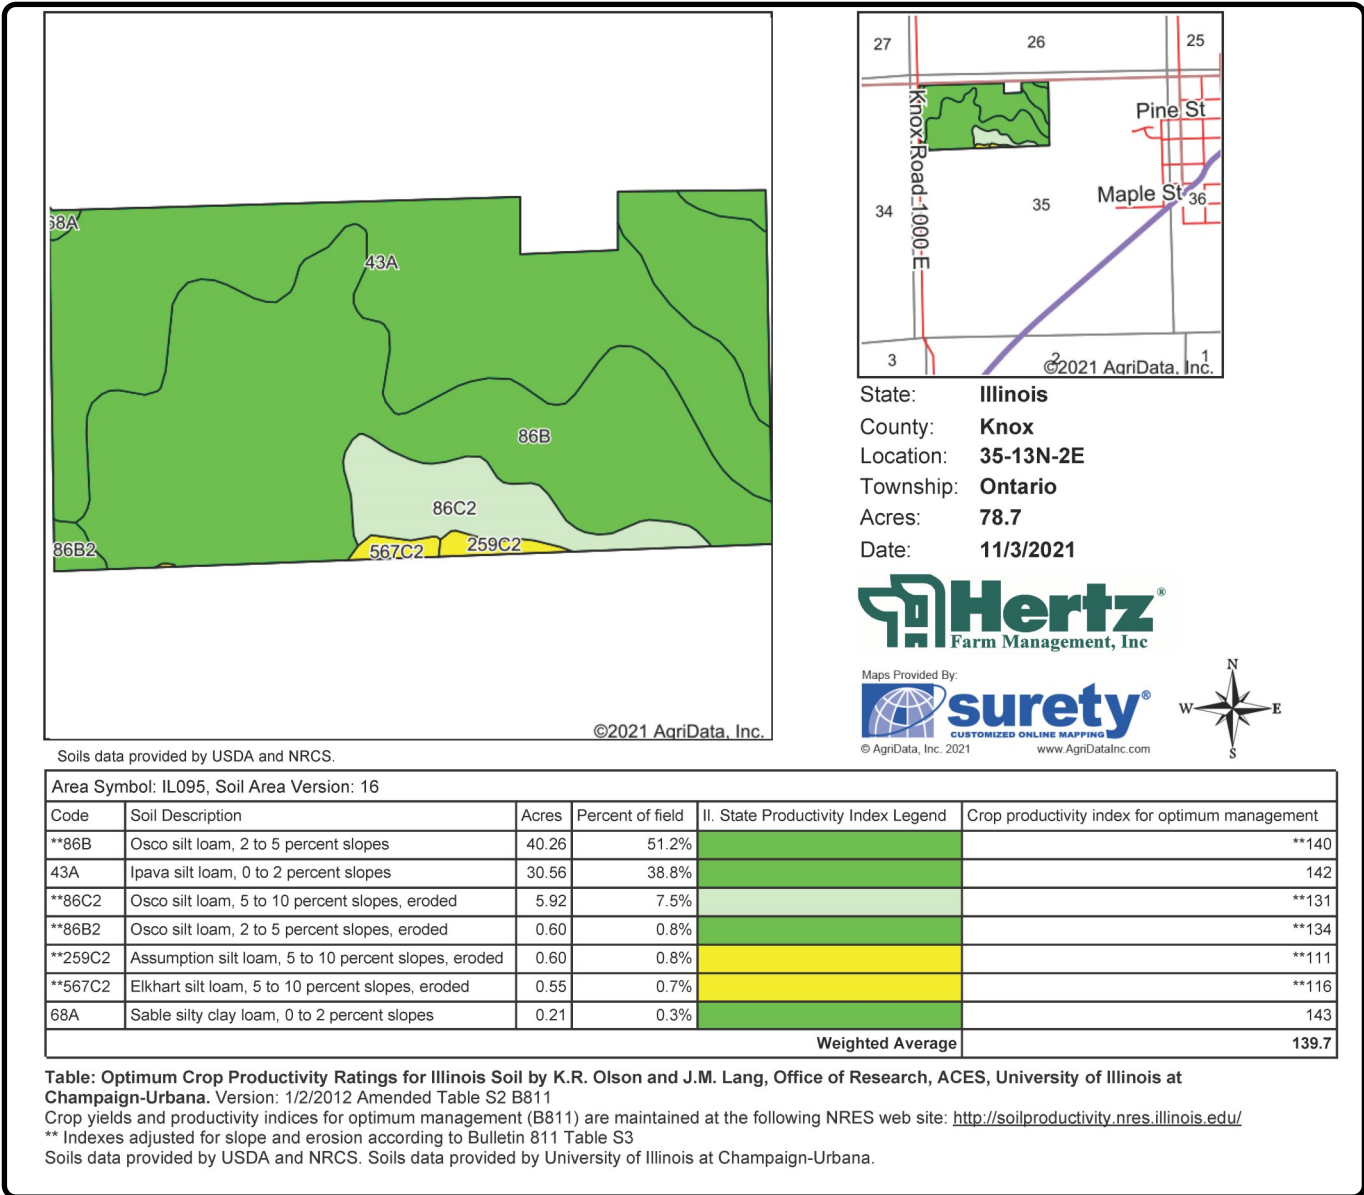 68A
43A
86B
86C2
86B2
567C2
259C2
©2021 AgriData, Inc.
Soils data provided by USDA and NRCS.
27
26
25
Knox Road 1000 E
Pine St
Maple St
36
34
35
3
2
1
©2021 AgriData, Inc.
State: Illinois
County: Knox
Location: 35-13N-2E
Township: Ontario
Acres: 78.7
Date: 11/3/2021
Hertz®
Farm Management, Inc
Maps Provided By:
surety®
CUSTOMIZED ONLINE MAPPING
© AgriData, Inc. 2021 www.AgriDataInc.com
N
W E
S
Area Symbol: IL095, Soil Area Version: 16
Code Soil Description Acres Percent of field II. State Productivity Index Legend Crop productivity index for optimum management
**86B Osco silt loam, 2 to 5 percent slopes 40.26 51.2% **140
43A Ipava silt loam, 0 to 2 percent slopes 30.56 38.8% 142
**86C2 Osco silt loam, 5 to 10 percent slopes, eroded 5.92 7.5% **131
**86B2 Osco silt loam, 2 to 5 percent slopes, eroded 0.60 0.8% **134
**259C2 Assumption silt loam, 5 to 10 percent slopes, eroded 0.60 0.8% **111
**567C2 Elkhart silt loam, 5 to 10 percent slopes, eroded 0.55 0.7% **116
68A Sable silty clay loam, 0 to 2 percent slopes 0.21 0.3% 143
Weighted Average 139.7
Table: Optimum Crop Productivity Ratings for Illinois Soil by K.R. Olson and J.M. Lang, Office of Research, ACES, University of Illinois at
Champaign-Urbana. Version: 1/2/2012 Amended Table S2 B811
Crop yields and productivity indices for optimum management (B811) are maintained at the following NRES web site: http://soilproductivity.nres.illinois.edu/
** Indexes adjusted for slope and erosion according to Bulletin 811 Table S3
Soils data provided by USDA and NRCS. Soils data provided by University of Illinois at Champaign-Urbana.